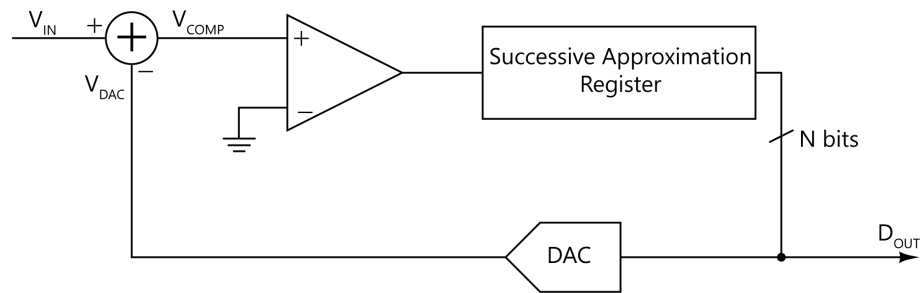 V_IN
+
+
−
V_COMP
V_DAC
+
−
Successive Approximation
Register
N bits
DAC
D_OUT